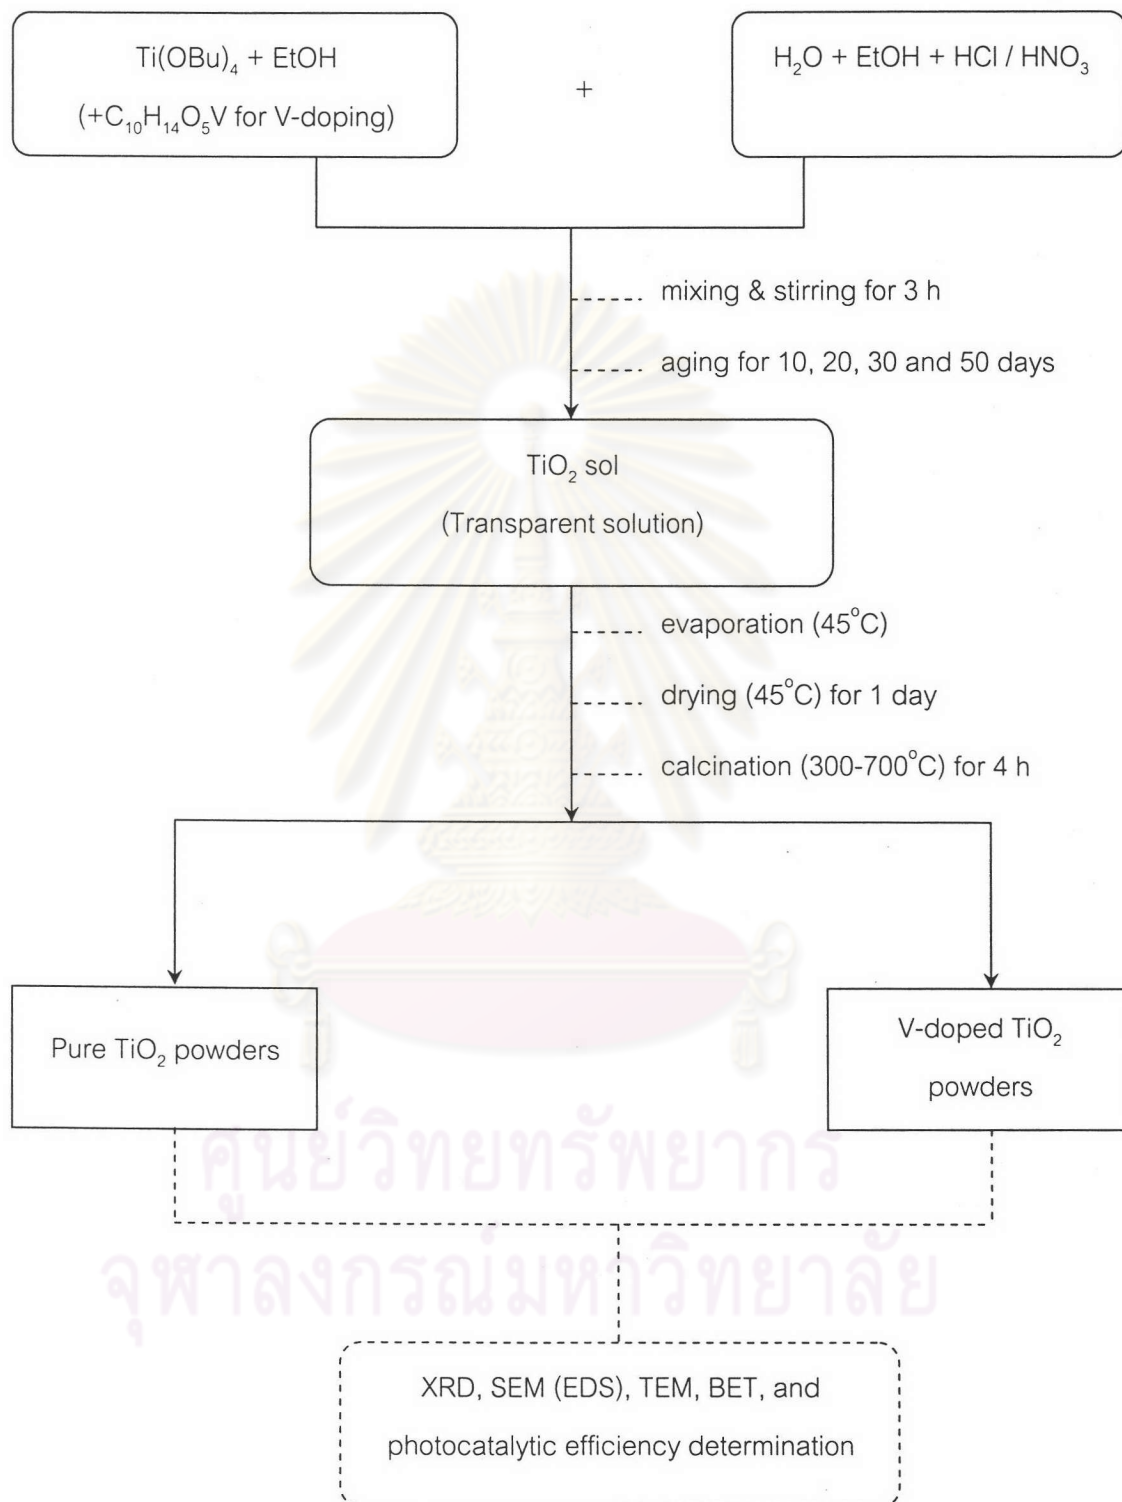 Ti(OBu)₄ + EtOH
(+C₁₀H₁₄O₅V for V-doping)
+
H₂O + EtOH + HCl / HNO₃
mixing & stirring for 3 h
aging for 10, 20, 30 and 50 days
TiO₂ sol
(Transparent solution)
evaporation (45°C)
drying (45°C) for 1 day
calcination (300-700°C) for 4 h
Pure TiO₂ powders
V-doped TiO₂
powders
ศูนย์วิทยทรัพยากร
จุฬาลงกรณ์มหาวิทยาลัย
XRD, SEM (EDS), TEM, BET, and
photocatalytic efficiency determination